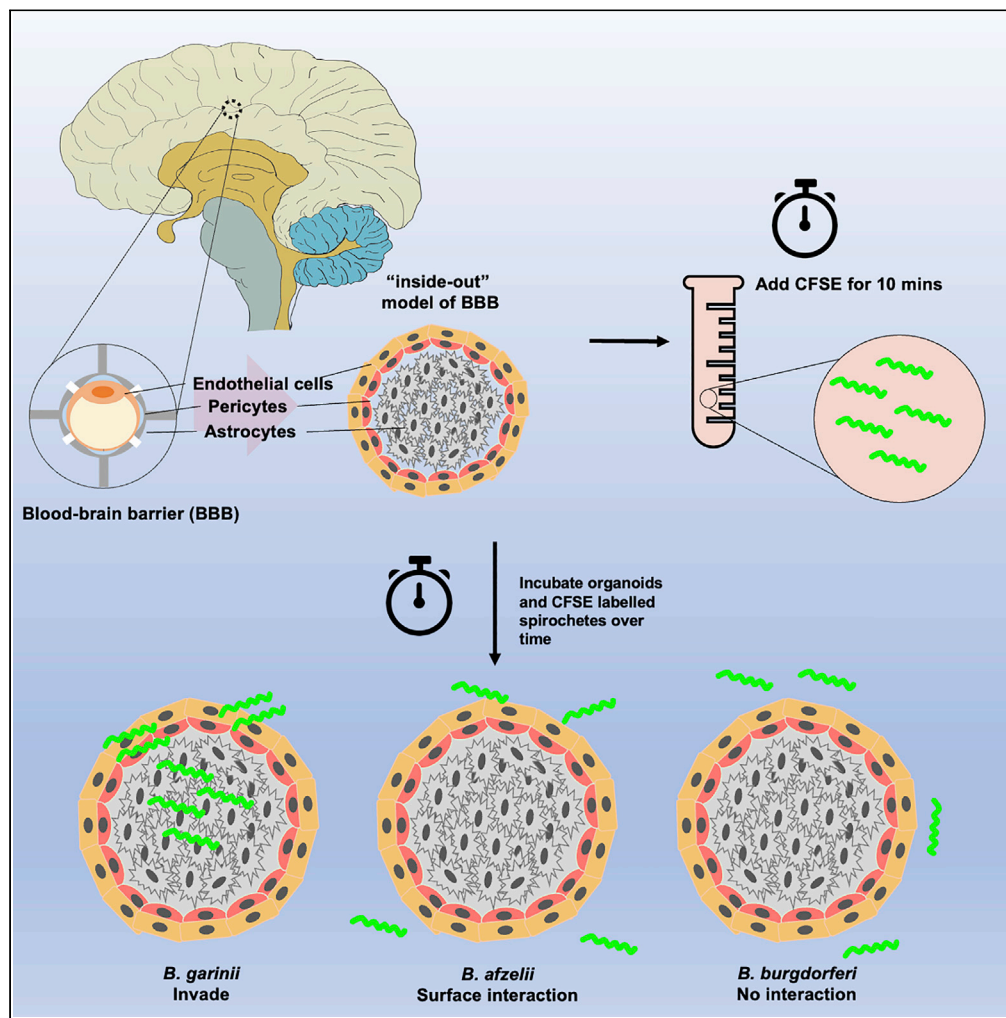 "inside-out"
model of BBB
Add CFSE for 10 mins
Endothelial cells
Pericytes
Astrocytes
Blood-brain barrier (BBB)
Incubate organoids
and CFSE labelled
spirochetes over
time
B. garinii
Invade
B. afzelii
Surface interaction
B. burgdorferi
No interaction